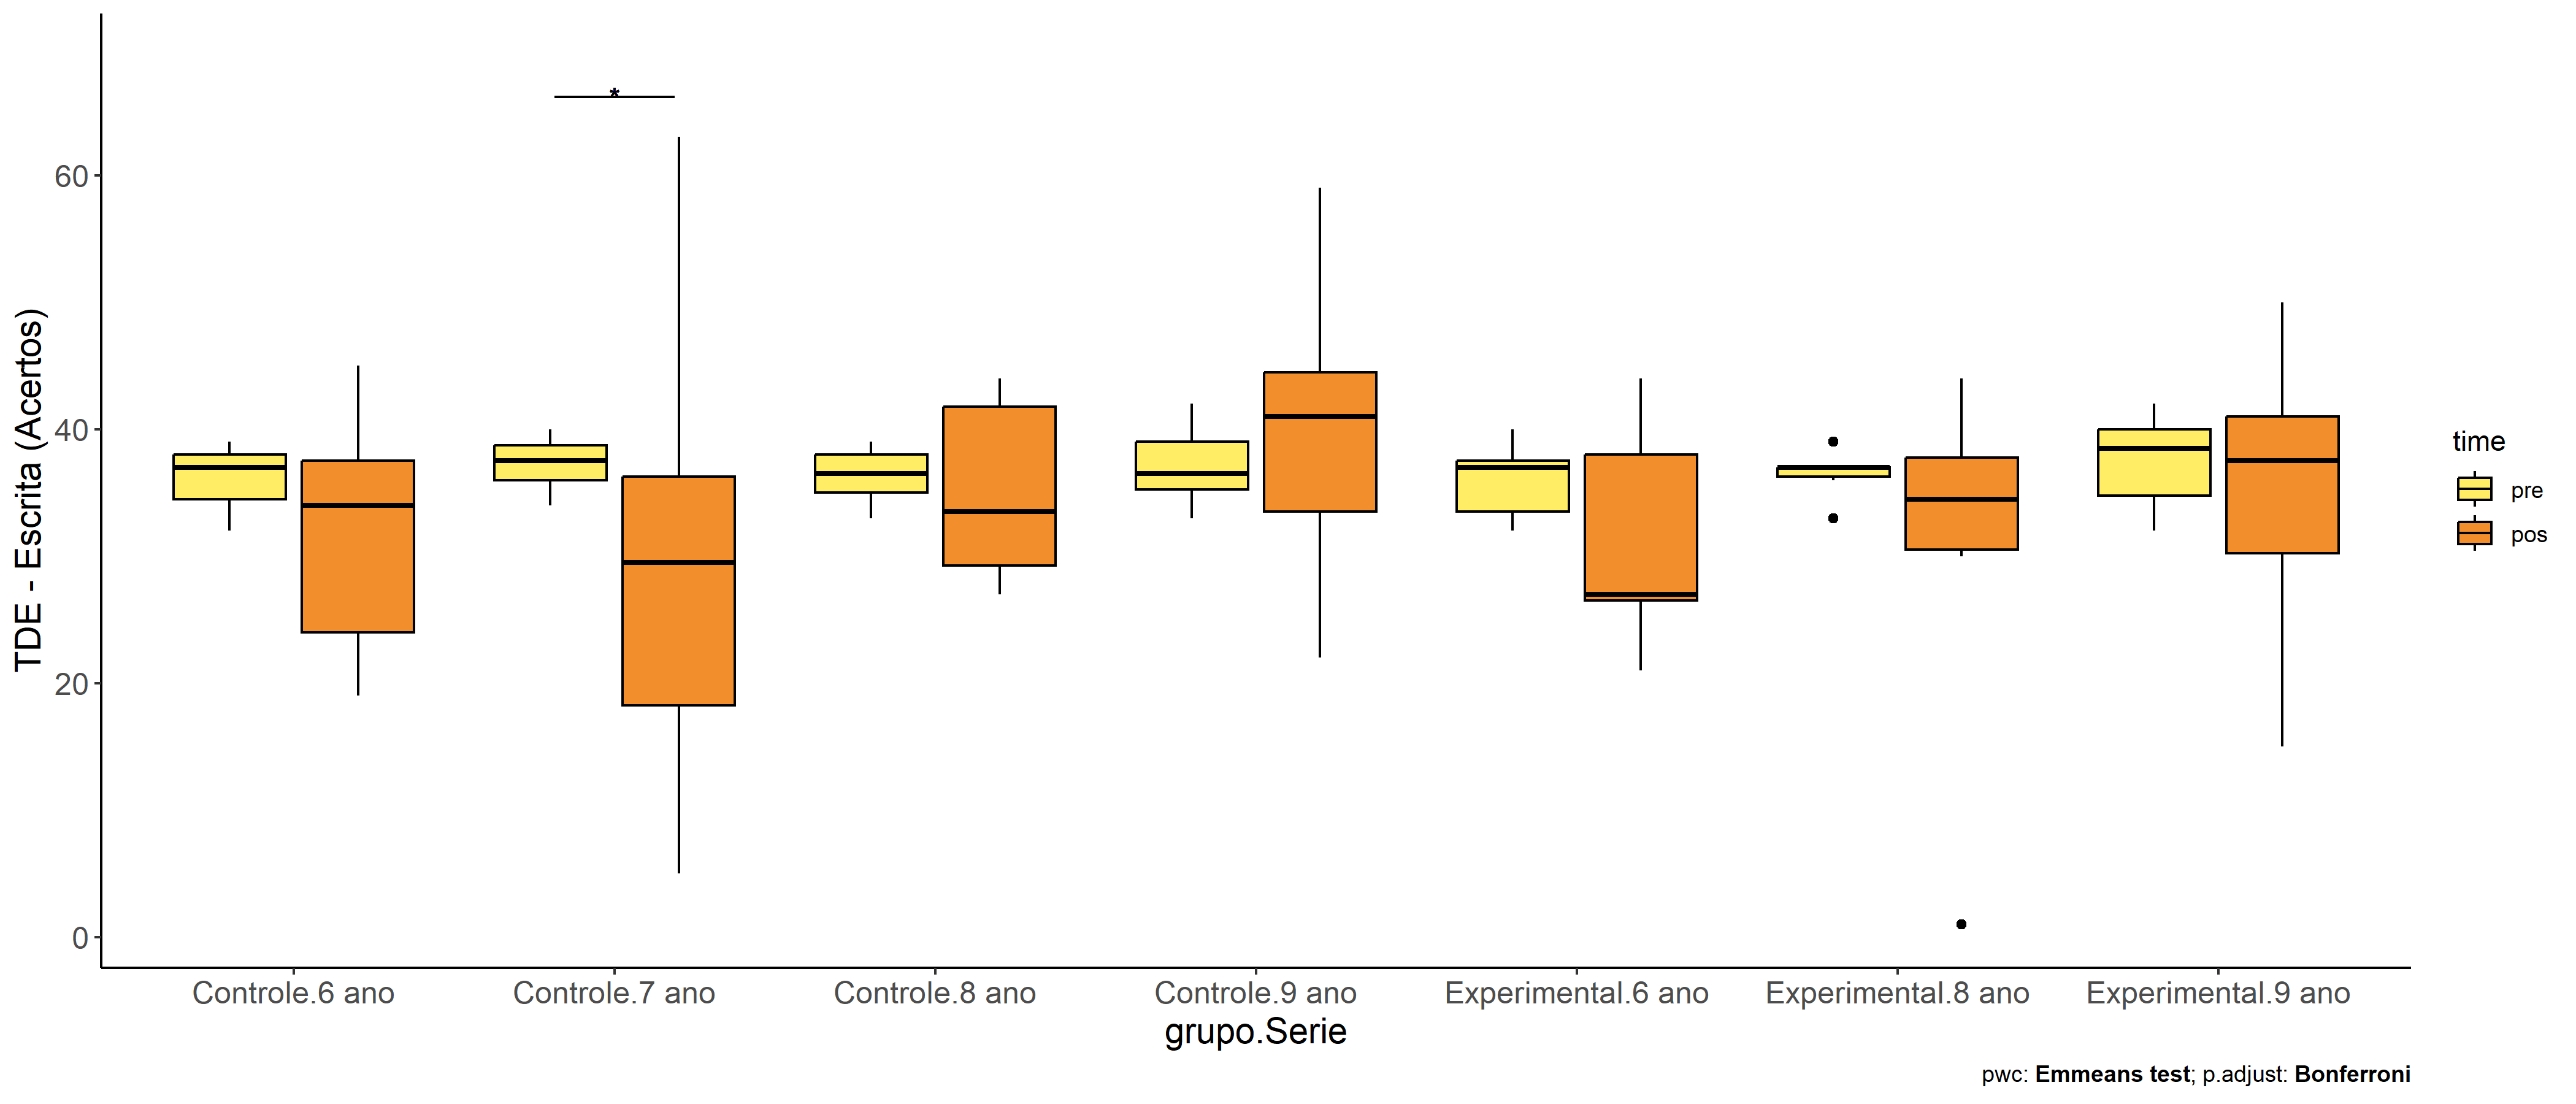 *
TDE - Escrita (Acertos)
60
40
20
0
Controle.6 ano
Controle.7 ano
Controle.8 ano
Controle.9 ano
Experimental.6 ano
Experimental.8 ano
Experimental.9 ano
grupo.Serie
time
pre
pos
pwc: Emmeans test; p.adjust: Bonferroni